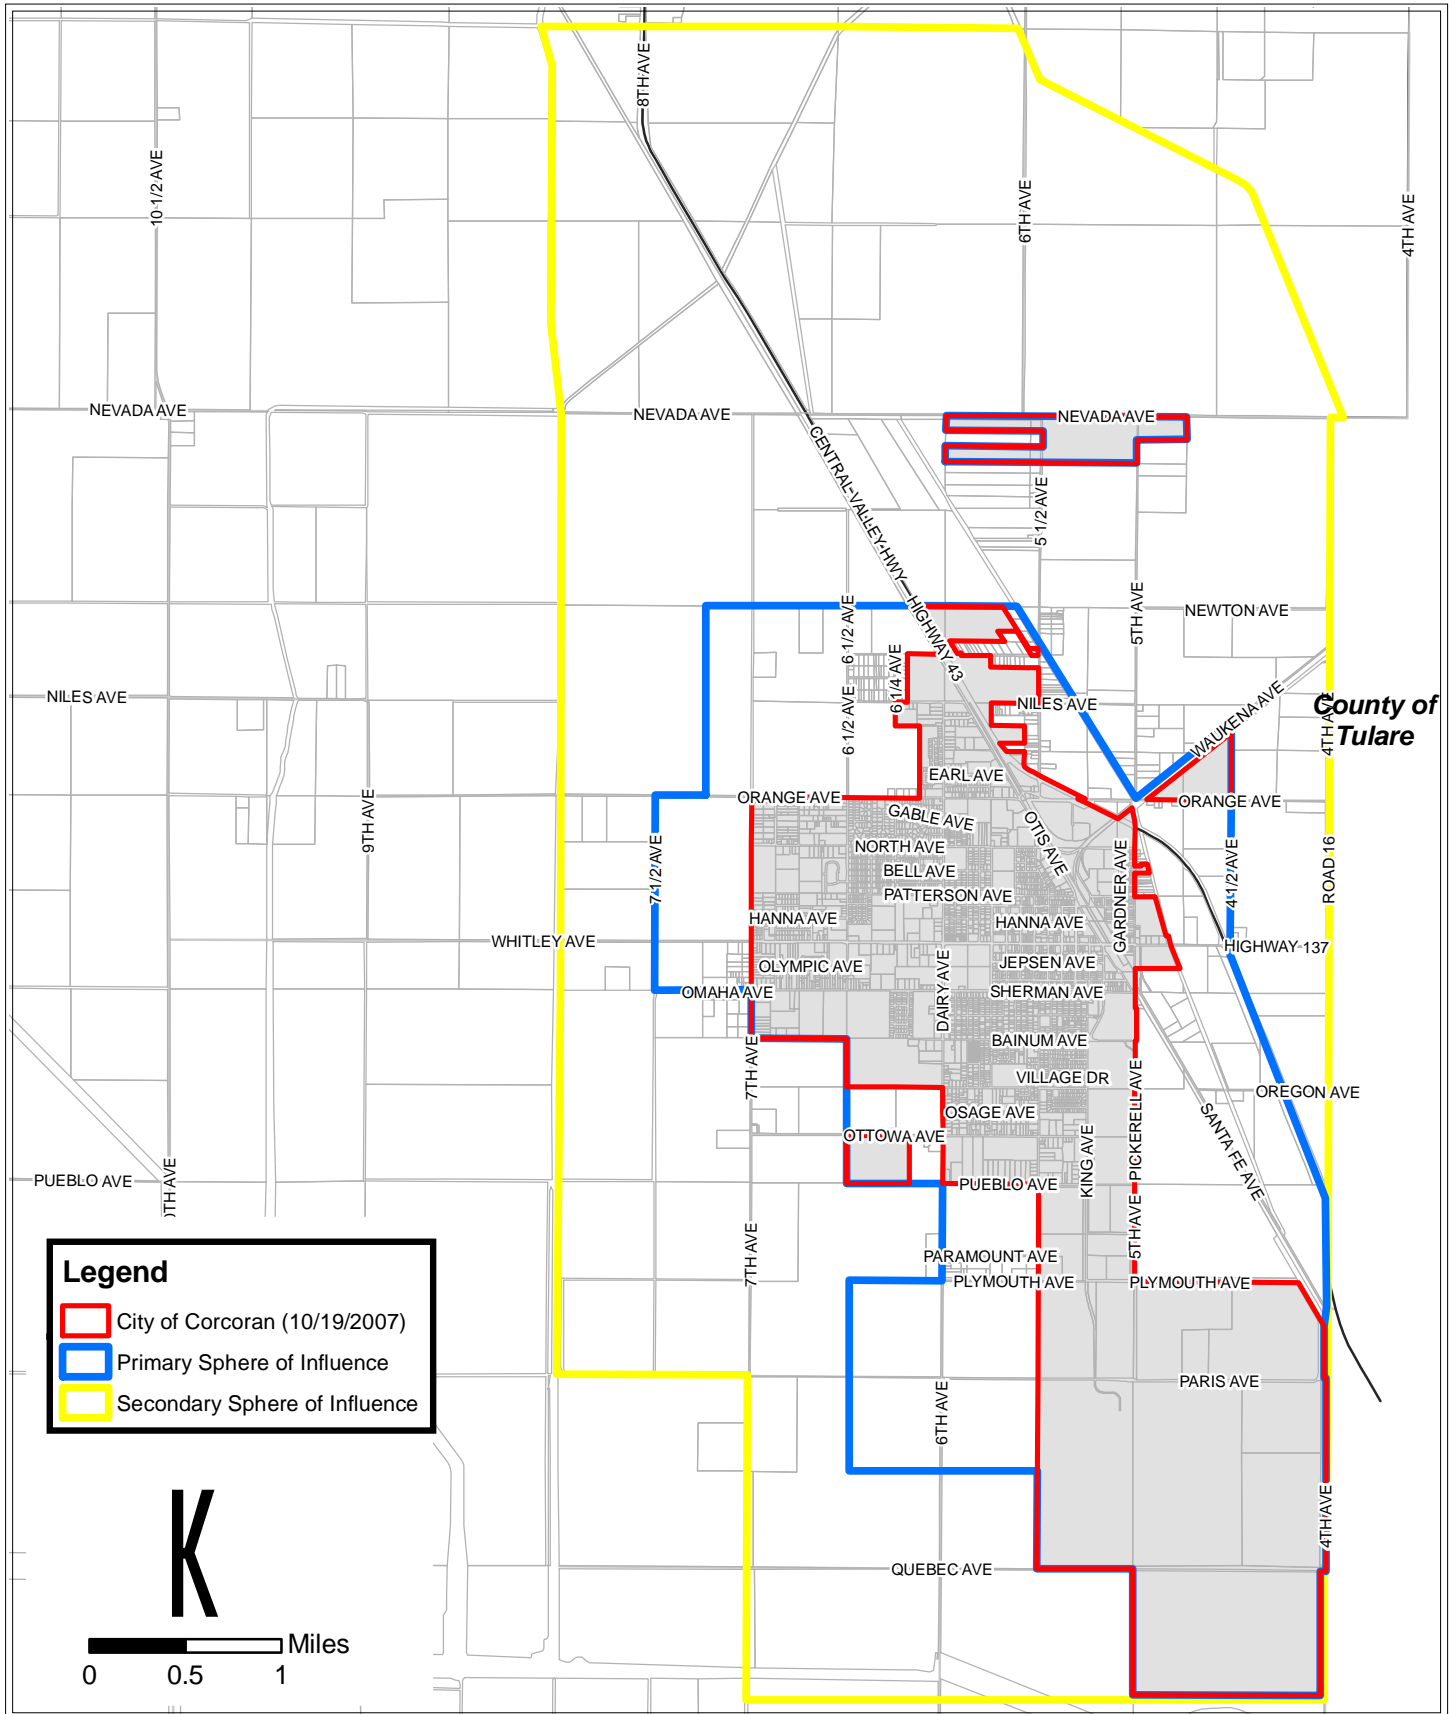 8TH AVE
10 1/2 AVE
6TH AVE
4TH AVE
NEVADA AVE
NEVADA AVE
NEVADA AVE
CENTRAL VALLEY HWY
5 1/2 AVE
HIGHWAY 43
6 1/2 AVE
5TH AVE
NEWTON AVE
6 1/4 AVE
NILES AVE
6 1/2 AVE
NILES AVE
WAUKENA AVE
4TH AVE
County of
Tulare
EARL AVE
ORANGE AVE
ORANGE AVE
9TH AVE
GABLE AVE
OTIS AVE
7 1/2 AVE
NORTH AVE
GARDNER AVE
4 1/2 AVE
ROAD 16
BELL AVE
PATTERSON AVE
HANNA AVE
HANNA AVE
WHITLEY AVE
HIGHWAY 137
OLYMPIC AVE
DAIRY AVE
JEPSEN AVE
OMAHA AVE
SHERMAN AVE
BAINUM AVE
7TH AVE
VILLAGE DR
PICKERELL AVE
OREGON AVE
OSAGE AVE
SANTA FE AVE
OTTOWA AVE
KING AVE
PUEBLO AVE
0TH AVE
PUEBLO AVE
7TH AVE
5TH AVE
PARAMOUNT AVE
PLYMOUTH AVE
PLYMOUTH AVE
Legend
City of Corcoran (10/19/2007)
Primary Sphere of Influence
Secondary Sphere of Influence
PARIS AVE
6TH AVE
4TH AVE
QUEBEC AVE
K
Miles
0 0.5 1